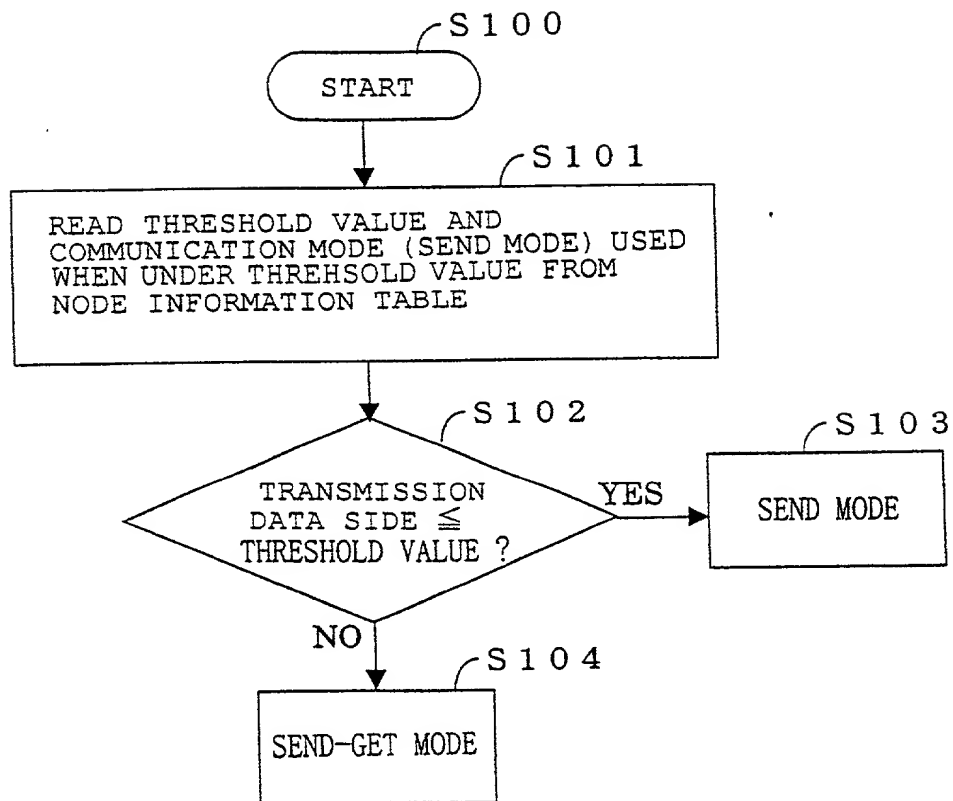 S100
START
S101
READ THRESHOLD VALUE AND
COMMUNICATION MODE (SEND MODE) USED
WHEN UNDER THREHSOLD VALUE FROM
NODE INFORMATION TABLE
S102
TRANSMISSION
DATA SIDE ≦
THRESHOLD VALUE ?
YES
S103
SEND MODE
NO
S104
SEND-GET MODE